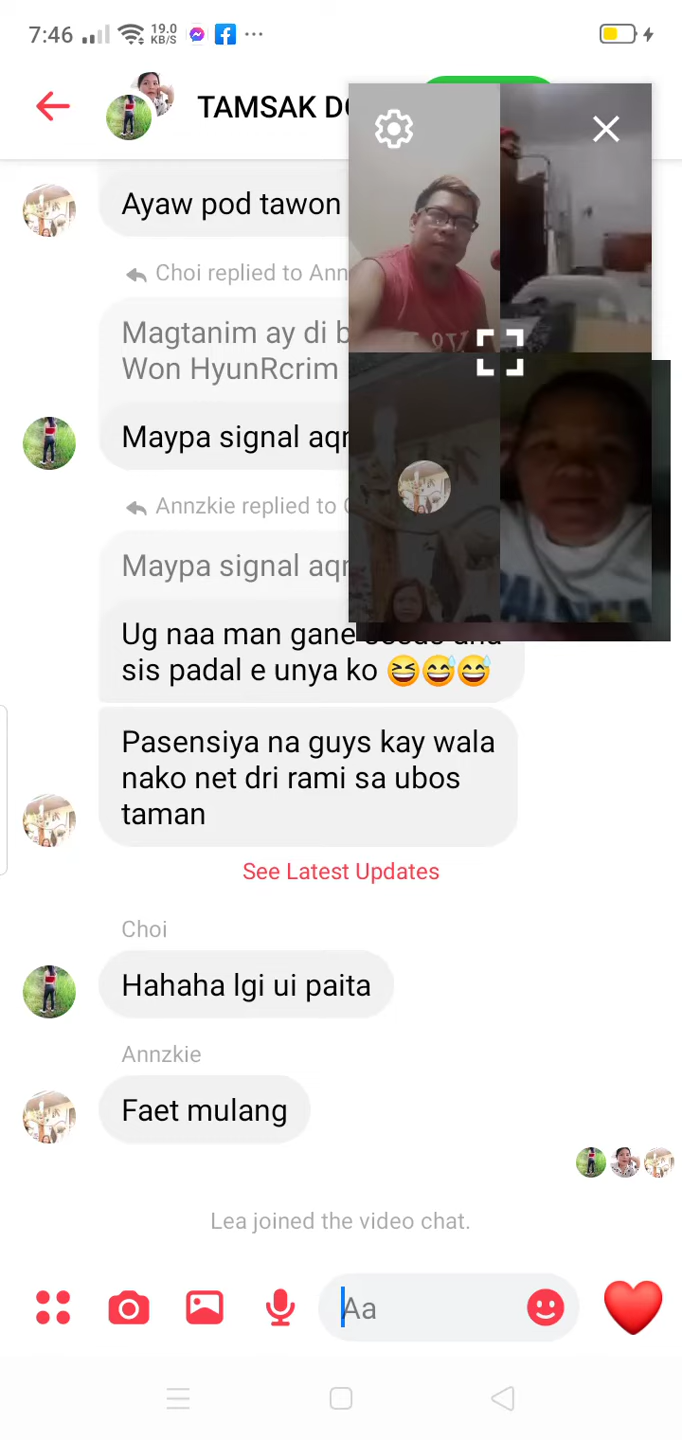 7:46 19.0 KB/S
TAMSAK
Ayaw pod tawon
Choi replied to
Magtanim ay di
Won HyunRcrim
Maypa signal
Annzkie replied to
Maypa signal
Ug naa man gane
sis padal e unya ko 😆😅😅
Pasensiya na guys kay wala
nako net dri rami sa ubos
taman
See Latest Updates
Choi
Hahaha lgi ui paita
Annzkie
Faet mulang
Lea joined the video chat.
Aa